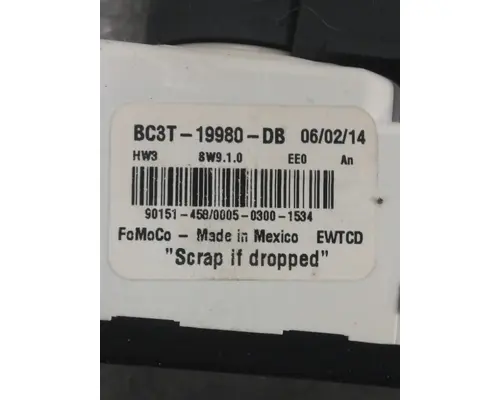 BC3T-19980-DB 06/02/14
HW3 SW9.1.0 EE0 An
90151-458/0005-0300-1534
FoMoCo - Made in Mexico EWTCD
"Scrap if dropped"